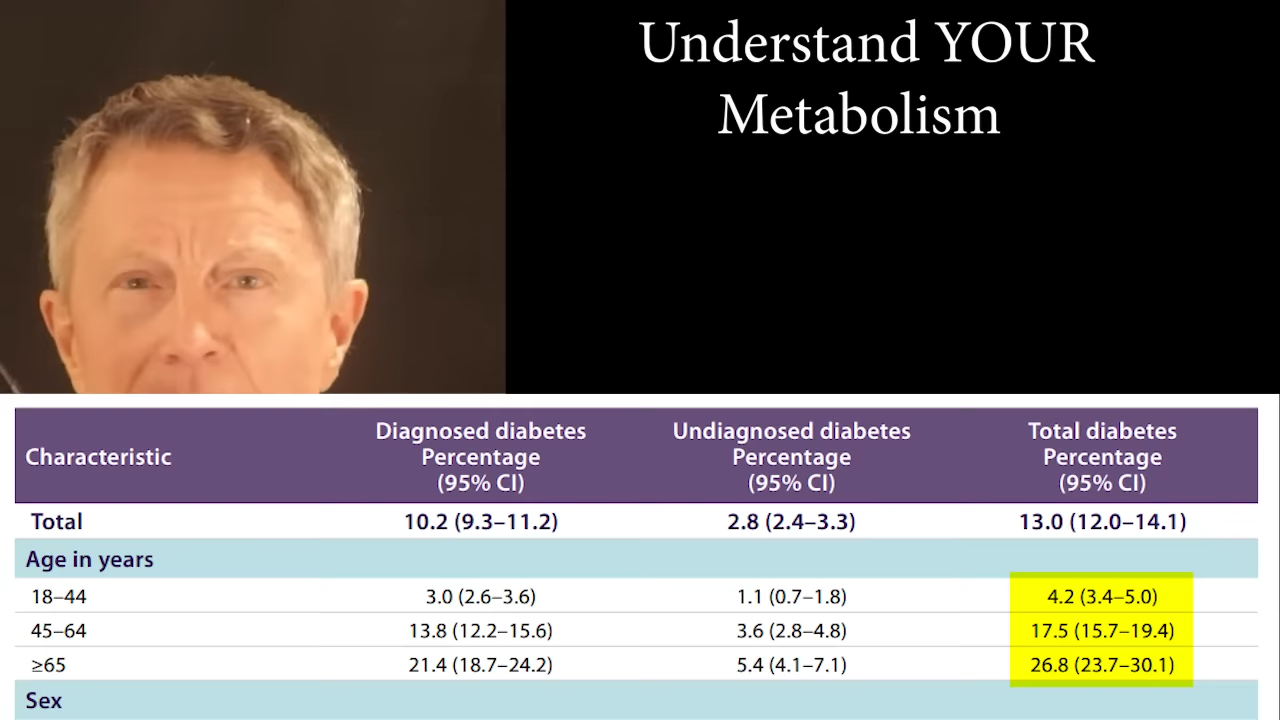 Understand YOUR
Metabolism
Characteristic
Diagnosed diabetes
Percentage
(95% CI)
Undiagnosed diabetes
Percentage
(95% CI)
Total diabetes
Percentage
(95% CI)
Total 10.2 (9.3–11.2) 2.8 (2.4–3.3) 13.0 (12.0–14.1)
Age in years
18–44 3.0 (2.6–3.6) 1.1 (0.7–1.8) 4.2 (3.4–5.0)
45–64 13.8 (12.2–15.6) 3.6 (2.8–4.8) 17.5 (15.7–19.4)
≥65 21.4 (18.7–24.2) 5.4 (4.1–7.1) 26.8 (23.7–30.1)
Sex